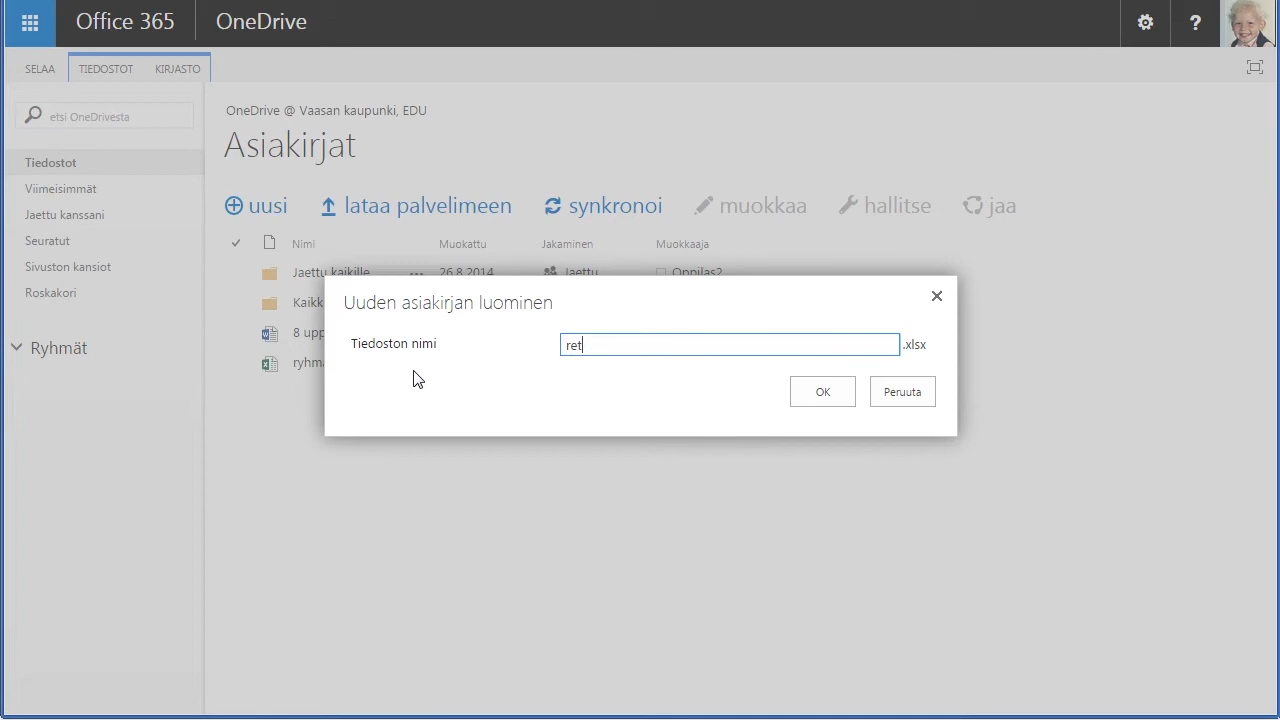 Office 365 OneDrive ?
SELAA TIEDOSTOT KIRJASTO
etsi OneDrivesta
Tiedostot
Viimeisimmät
Jaettu kanssani
Seuratut
Sivuston kansiot
Roskakori
Ryhmät
OneDrive @ Vaasan kaupunki, EDU
Asiakirjat
uusi lataa palvelimeen synkronoi muokkaa hallitse jaa
Nimi Muokattu Jakaminen Muokkaaja
Jaettu kaikille ... 26.8.2014 Jaettu Oppilas2
Kaikk
8 upp
ryhmä
Uuden asiakirjan luominen
Tiedoston nimi ret .xlsx
OK Peruuta